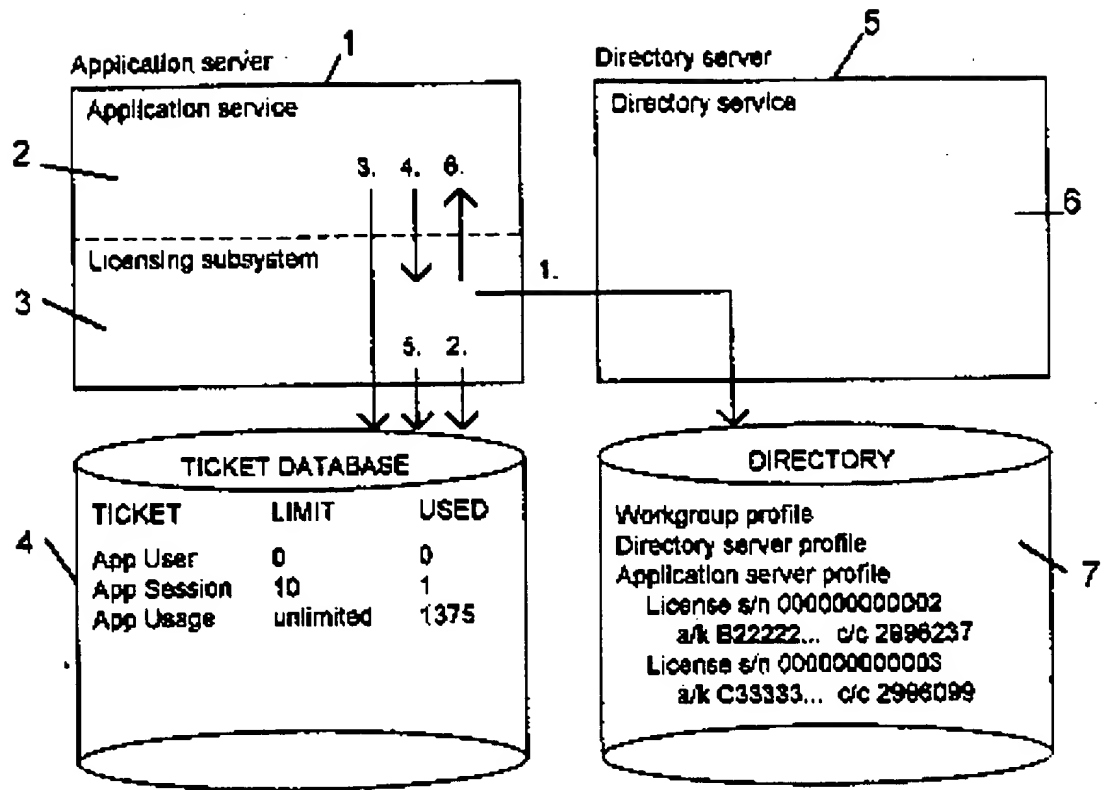 1
5
Application server
Directory server
Application service
Directory service
2
3. 4. 6.
6
Licensing subsystem
1.
3
5. 2.
TICKET DATABASE
DIRECTORY
TICKET LIMIT USED
App User 0 0
App Session 10 1
App Usage unlimited 1375
4
Workgroup profile
Directory server profile
Application server profile
License s/n 000000000002
a/k B22222... c/c 2996237
License s/n 000000000003
a/k C33333... c/c 2996099
7